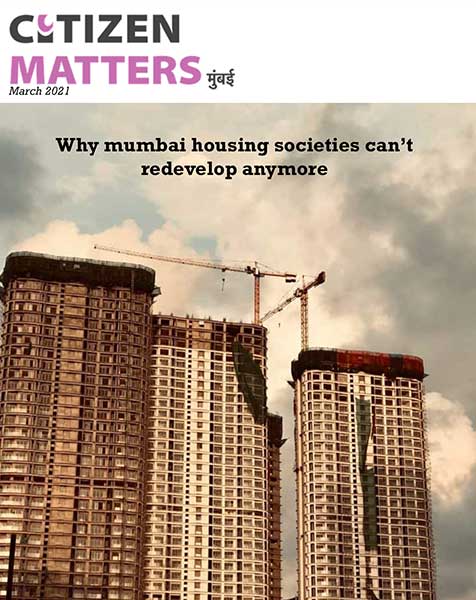 CiTIZEN
MATTERS मुंबई
March 2021
Why mumbai housing societies can't
redevelop anymore